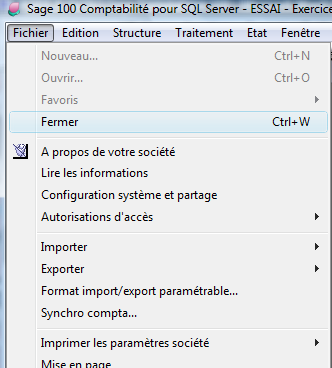 Sage 100 Comptabilité pour SQL Server - ESSAI - Exercice
Fichier Edition Structure Traitement Etat Fenêtre
Nouveau... Ctrl+N
Ouvrir... Ctrl+O
Favoris
Fermer Ctrl+W
A propos de votre société
Lire les informations
Configuration système et partage
Autorisations d'accès
Importer
Exporter
Format import/export paramétrable...
Synchro compta...
Imprimer les paramètres société
Mise en page